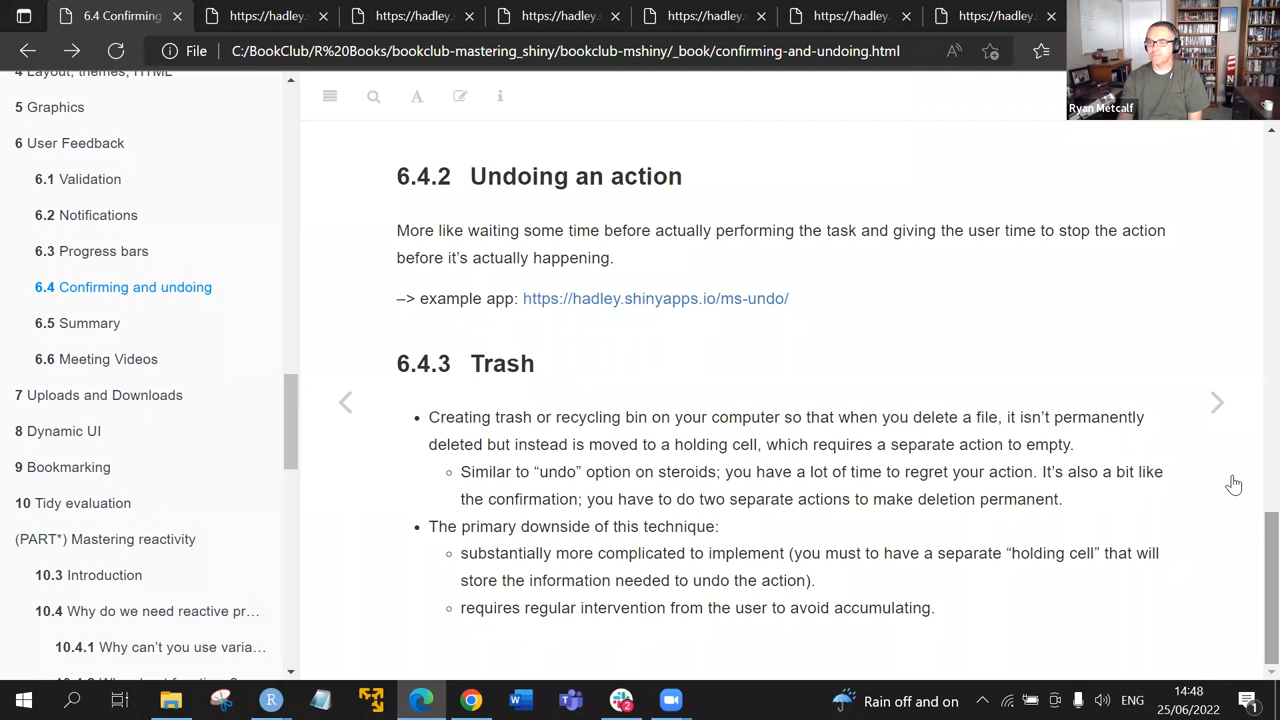 6.4 Confirming
https://hadley.
https://hadley.
https://hadley.s
https://hadley.
https://hadley.
https://hadley.
File
C:/BookClub/R%20Books/bookclub-mastering_shiny/bookclub-mshiny/_book/confirming-and-undoing.html
Ryan Metcalf
4 Layout, themes, HTML
5 Graphics
6 User Feedback
6.1 Validation
6.2 Notifications
6.3 Progress bars
6.4 Confirming and undoing
6.5 Summary
6.6 Meeting Videos
7 Uploads and Downloads
8 Dynamic UI
9 Bookmarking
10 Tidy evaluation
(PART*) Mastering reactivity
10.3 Introduction
10.4 Why do we need reactive pr…
10.4.1 Why can’t you use varia…
6.4.2 Undoing an action
More like waiting some time before actually performing the task and giving the user time to stop the action
before it’s actually happening.
–> example app: https://hadley.shinyapps.io/ms-undo/
6.4.3 Trash
• Creating trash or recycling bin on your computer so that when you delete a file, it isn’t permanently
deleted but instead is moved to a holding cell, which requires a separate action to empty.
◦ Similar to “undo” option on steroids; you have a lot of time to regret your action. It’s also a bit like
the confirmation; you have to do two separate actions to make deletion permanent.
• The primary downside of this technique:
◦ substantially more complicated to implement (you must to have a separate “holding cell” that will
store the information needed to undo the action).
◦ requires regular intervention from the user to avoid accumulating.
Rain off and on
ENG
14:48
25/06/2022